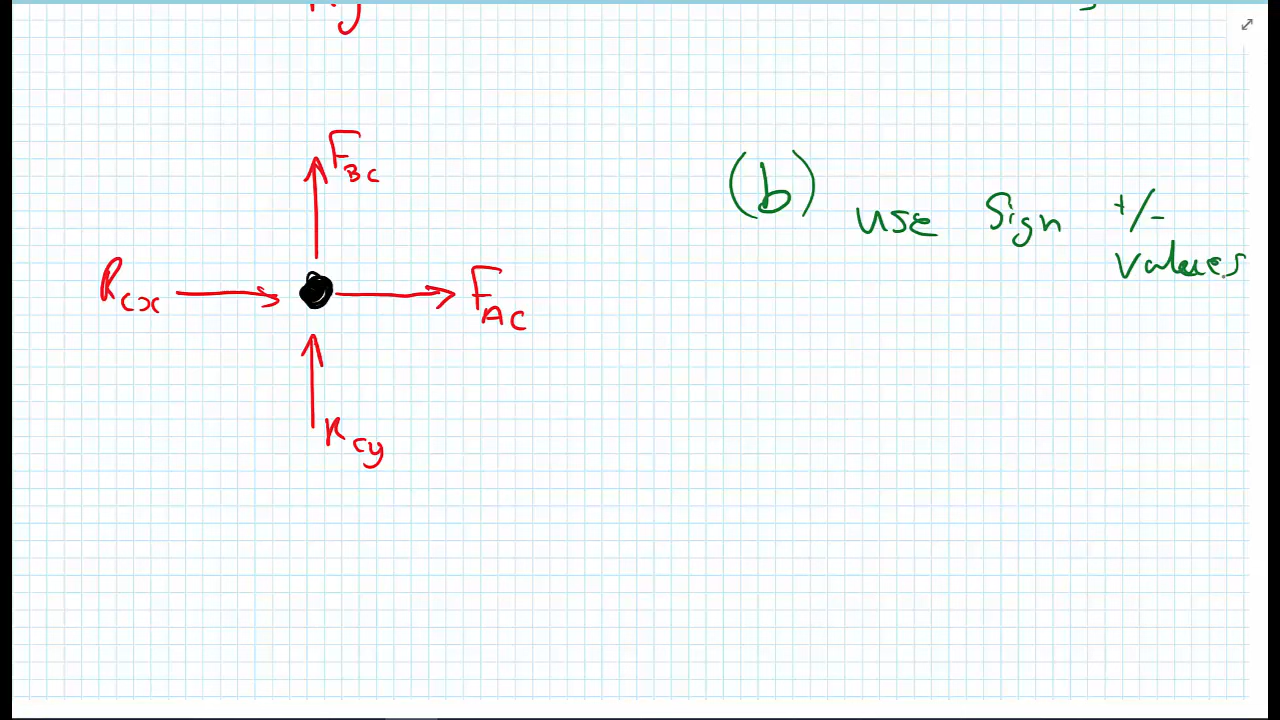 F_BC
(b) use Sign +/-
values
R_cx
F_AC
R_cy